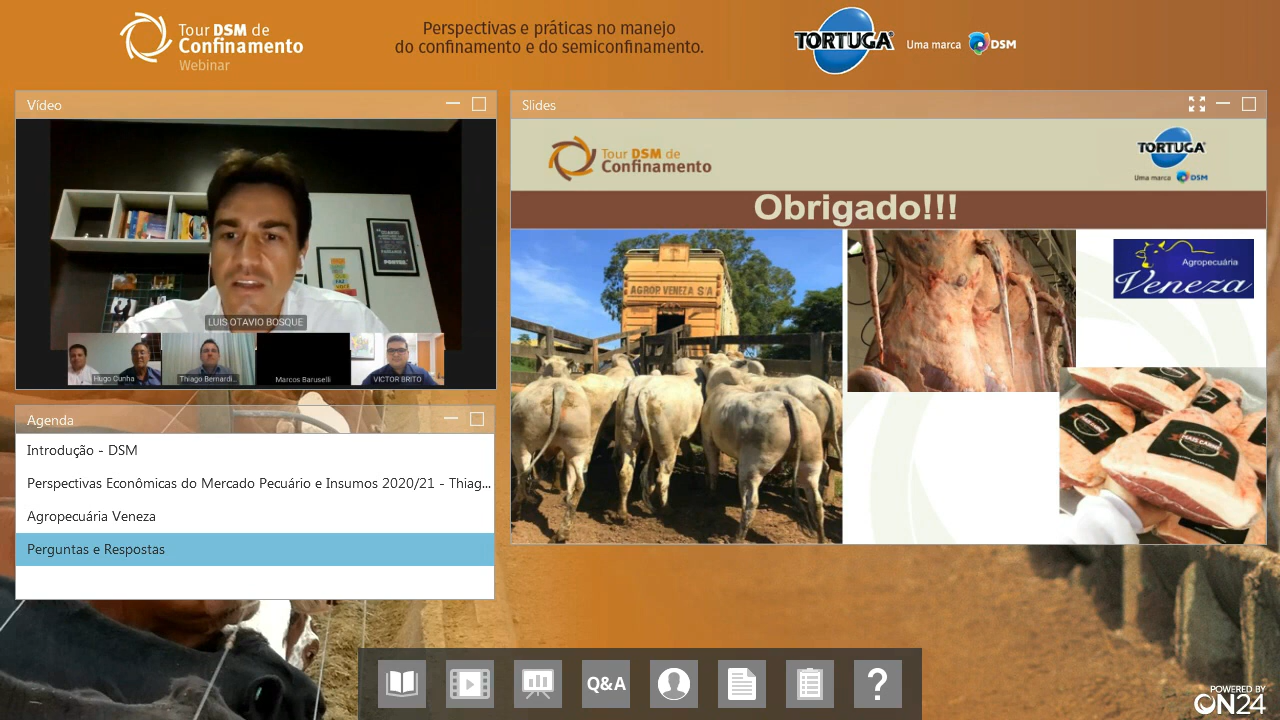 Tour DSM de
Confinamento
Webinar
Perspectivas e práticas no manejo
do confinamento e do semiconfinamento.
TORTUGA
Uma marca DSM
Vídeo
LUIS OTAVIO BOSQUE
Hugo Cunha
Thiago Bernardi...
Marcos Baruselli
VICTOR BRITO
Slides
Tour DSM de
Confinamento
TORTUGA
Uma marca DSM
Obrigado!!!
AGROP. VENEZA S/A
Agropecuária
Veneza
Agenda
Introdução - DSM
Perspectivas Econômicas do Mercado Pecuário e Insumos 2020/21 - Thiag...
Agropecuária Veneza
Perguntas e Respostas
Q&A
?
POWERED BY
ON24